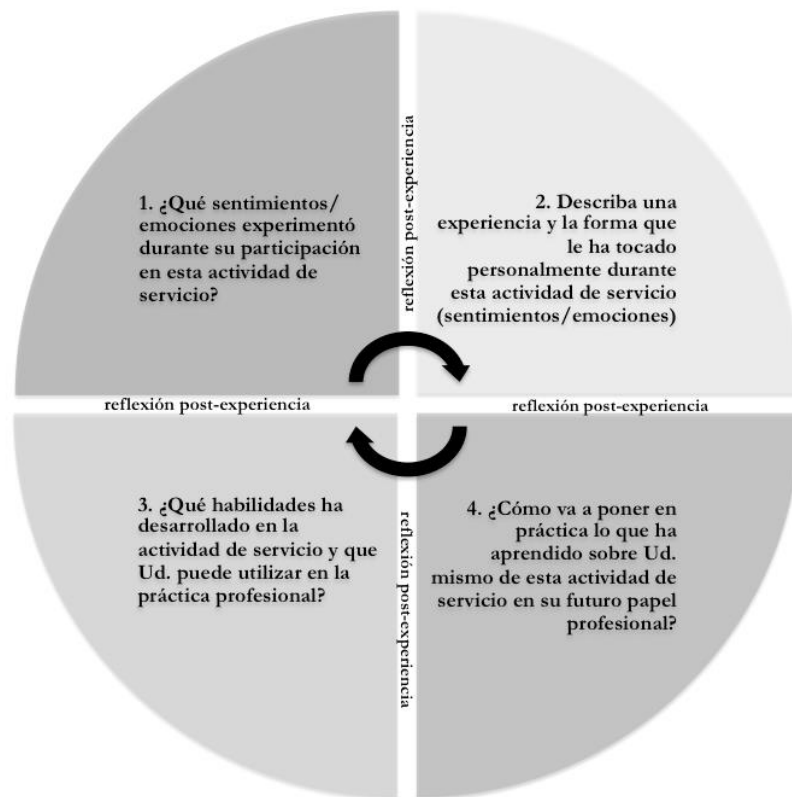 reflexión post-experiencia
1. ¿Qué sentimientos/
emociones experimentó
durante su participación
en esta actividad de
servicio?
2. Describa una
experiencia y la forma que
le ha tocado
personalmente durante
esta actividad de servicio
(sentimientos/emociones)
reflexión post-experiencia
reflexión post-experiencia
3. ¿Qué habilidades ha
desarrollado en la
actividad de servicio y que
Ud. puede utilizar en la
práctica profesional?
4. ¿Cómo va a poner en
práctica lo que ha
aprendido sobre Ud.
mismo de esta actividad de
servicio en su futuro papel
profesional?
reflexión post-experiencia